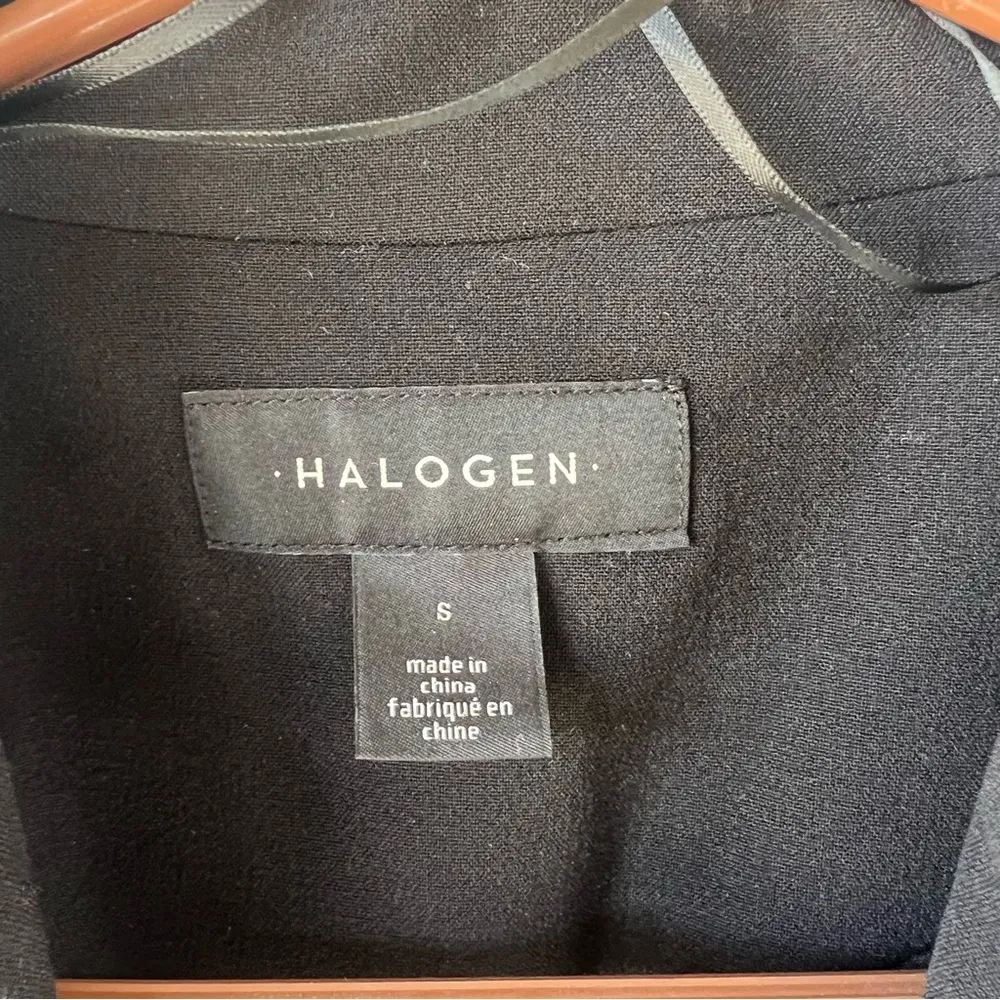 · HALOGEN ·
S
made in
china
fabriqué en
chine